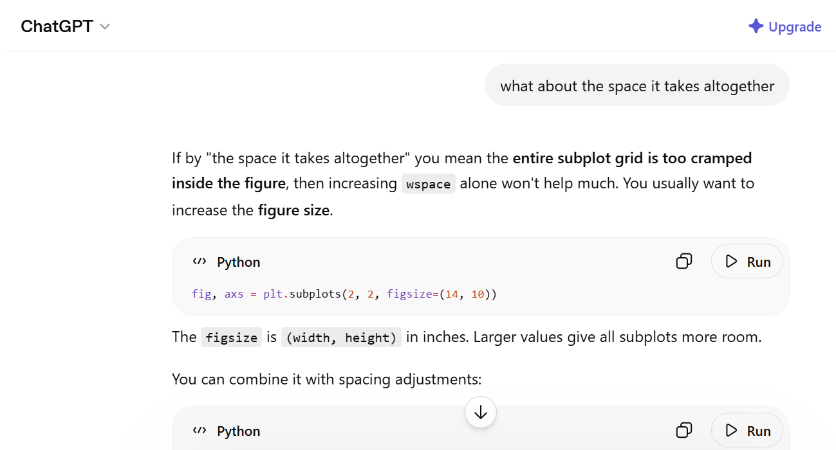 ChatGPT
Upgrade
what about the space it takes altogether
If by "the space it takes altogether" you mean the entire subplot grid is too cramped
inside the figure, then increasing wspace alone won't help much. You usually want to
increase the figure size.
Python
Run
fig, axs = plt.subplots(2, 2, figsize=(14, 10))
The figsize is (width, height) in inches. Larger values give all subplots more room.
You can combine it with spacing adjustments:
Python
Run